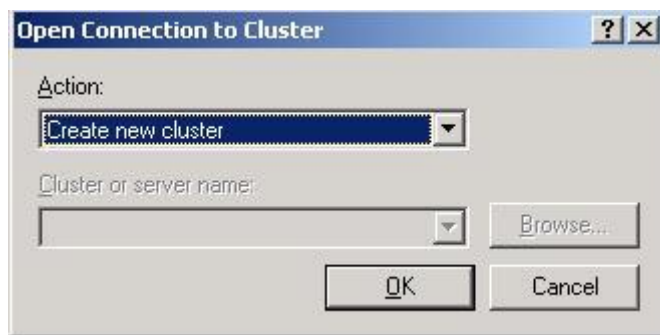 Open Connection to Cluster ? X
Action:
Create new cluster
Cluster or server name:
Browse...
OK Cancel